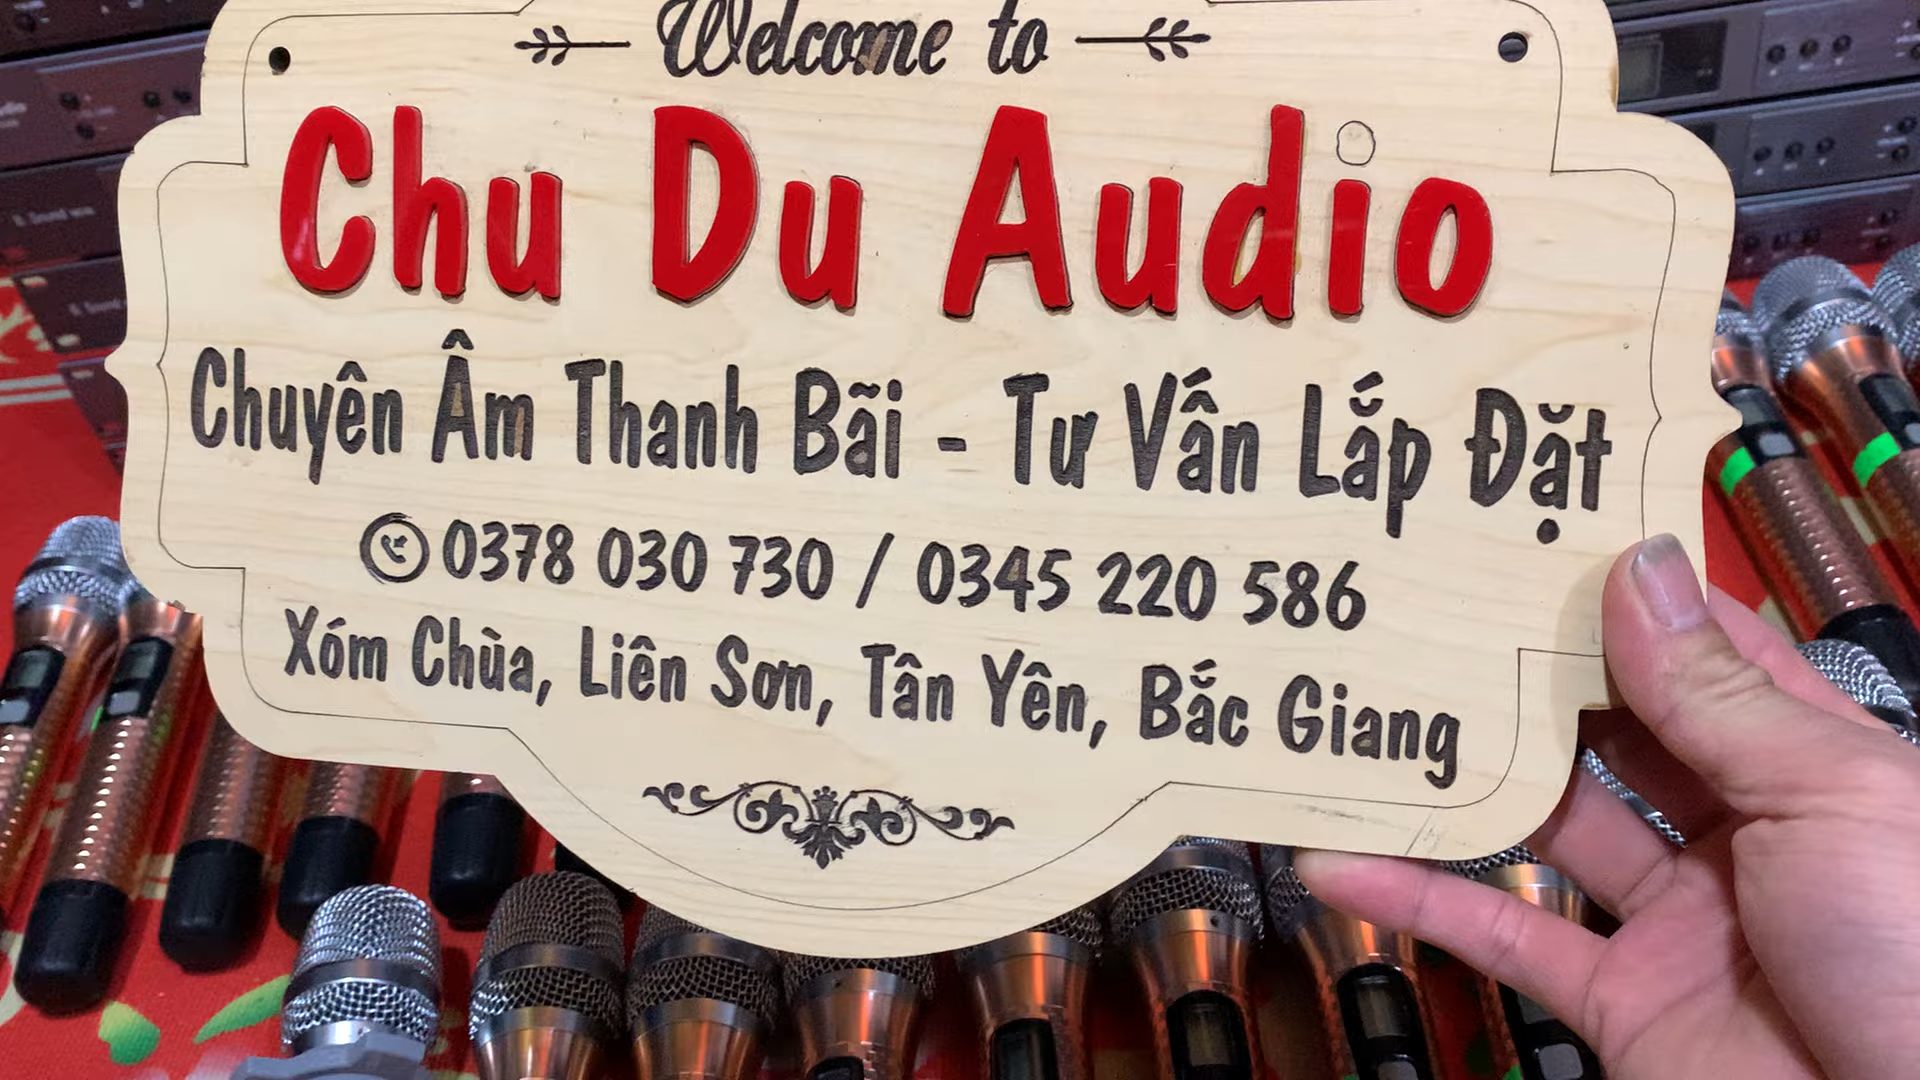 Welcome to
Chu Du Audio
Chuyên Âm Thanh Bãi - Tư Vấn Lắp Đặt
0378 030 730 / 0345 220 586
Xóm Chùa, Liên Sơn, Tân Yên, Bắc Giang